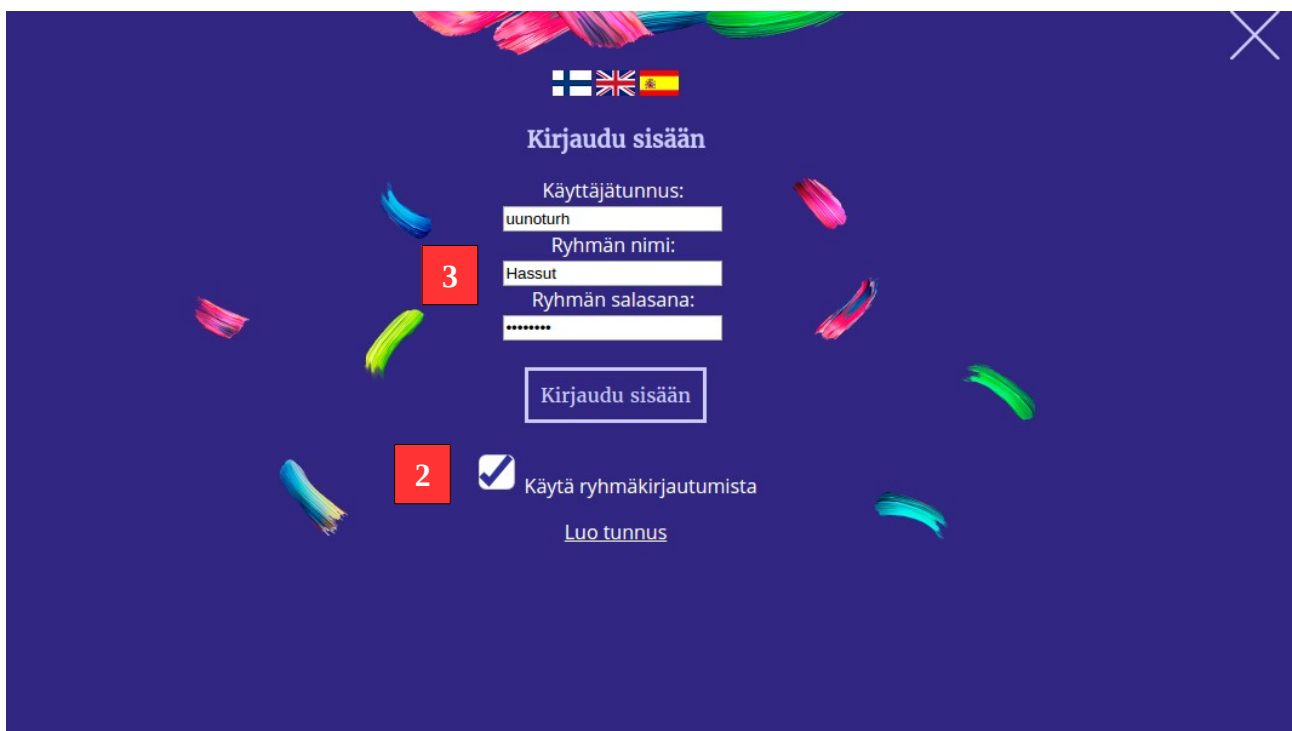 Kirjaudu sisään
Käyttäjätunnus:
uunoturh
Ryhmän nimi:
3
Hassut
Ryhmän salasana:
••••••••
Kirjaudu sisään
2
Käytä ryhmäkirjautumista
Luo tunnus